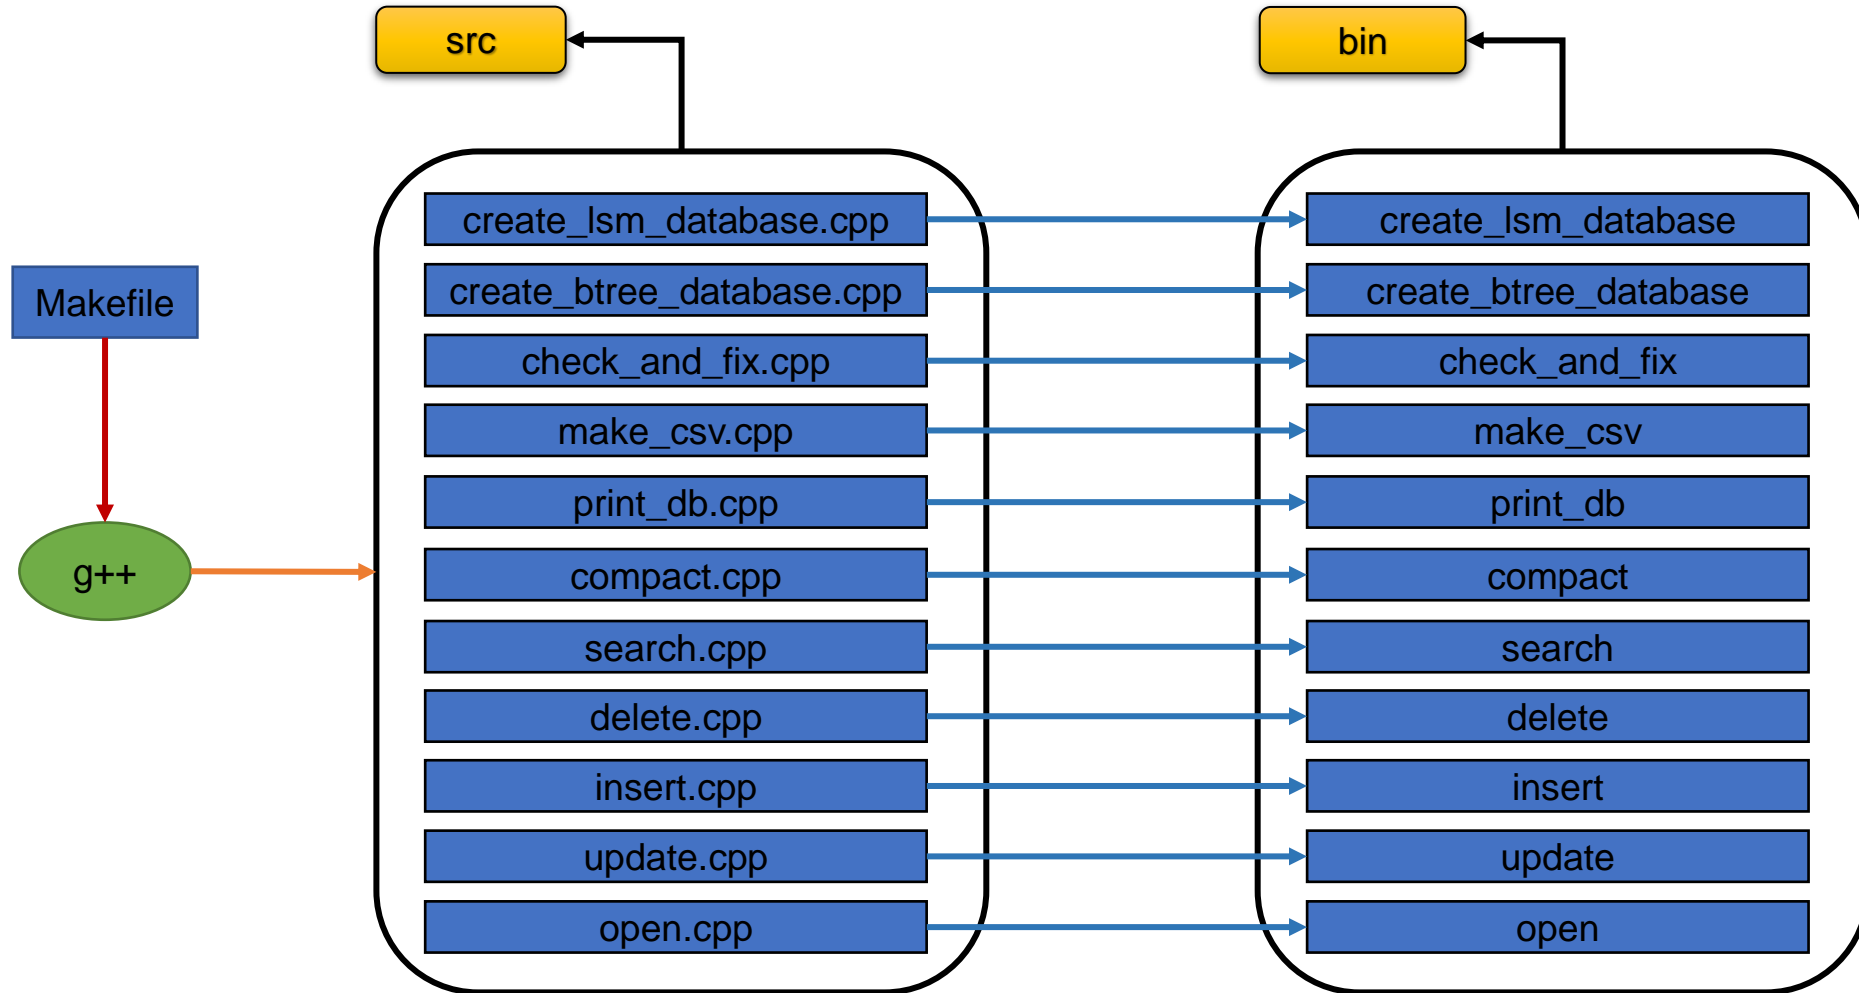 src
bin
Makefile
g++
create_lsm_database.cpp
create_lsm_database
create_btree_database.cpp
create_btree_database
check_and_fix.cpp
check_and_fix
make_csv.cpp
make_csv
print_db.cpp
print_db
compact.cpp
compact
search.cpp
search
delete.cpp
delete
insert.cpp
insert
update.cpp
update
open.cpp
open